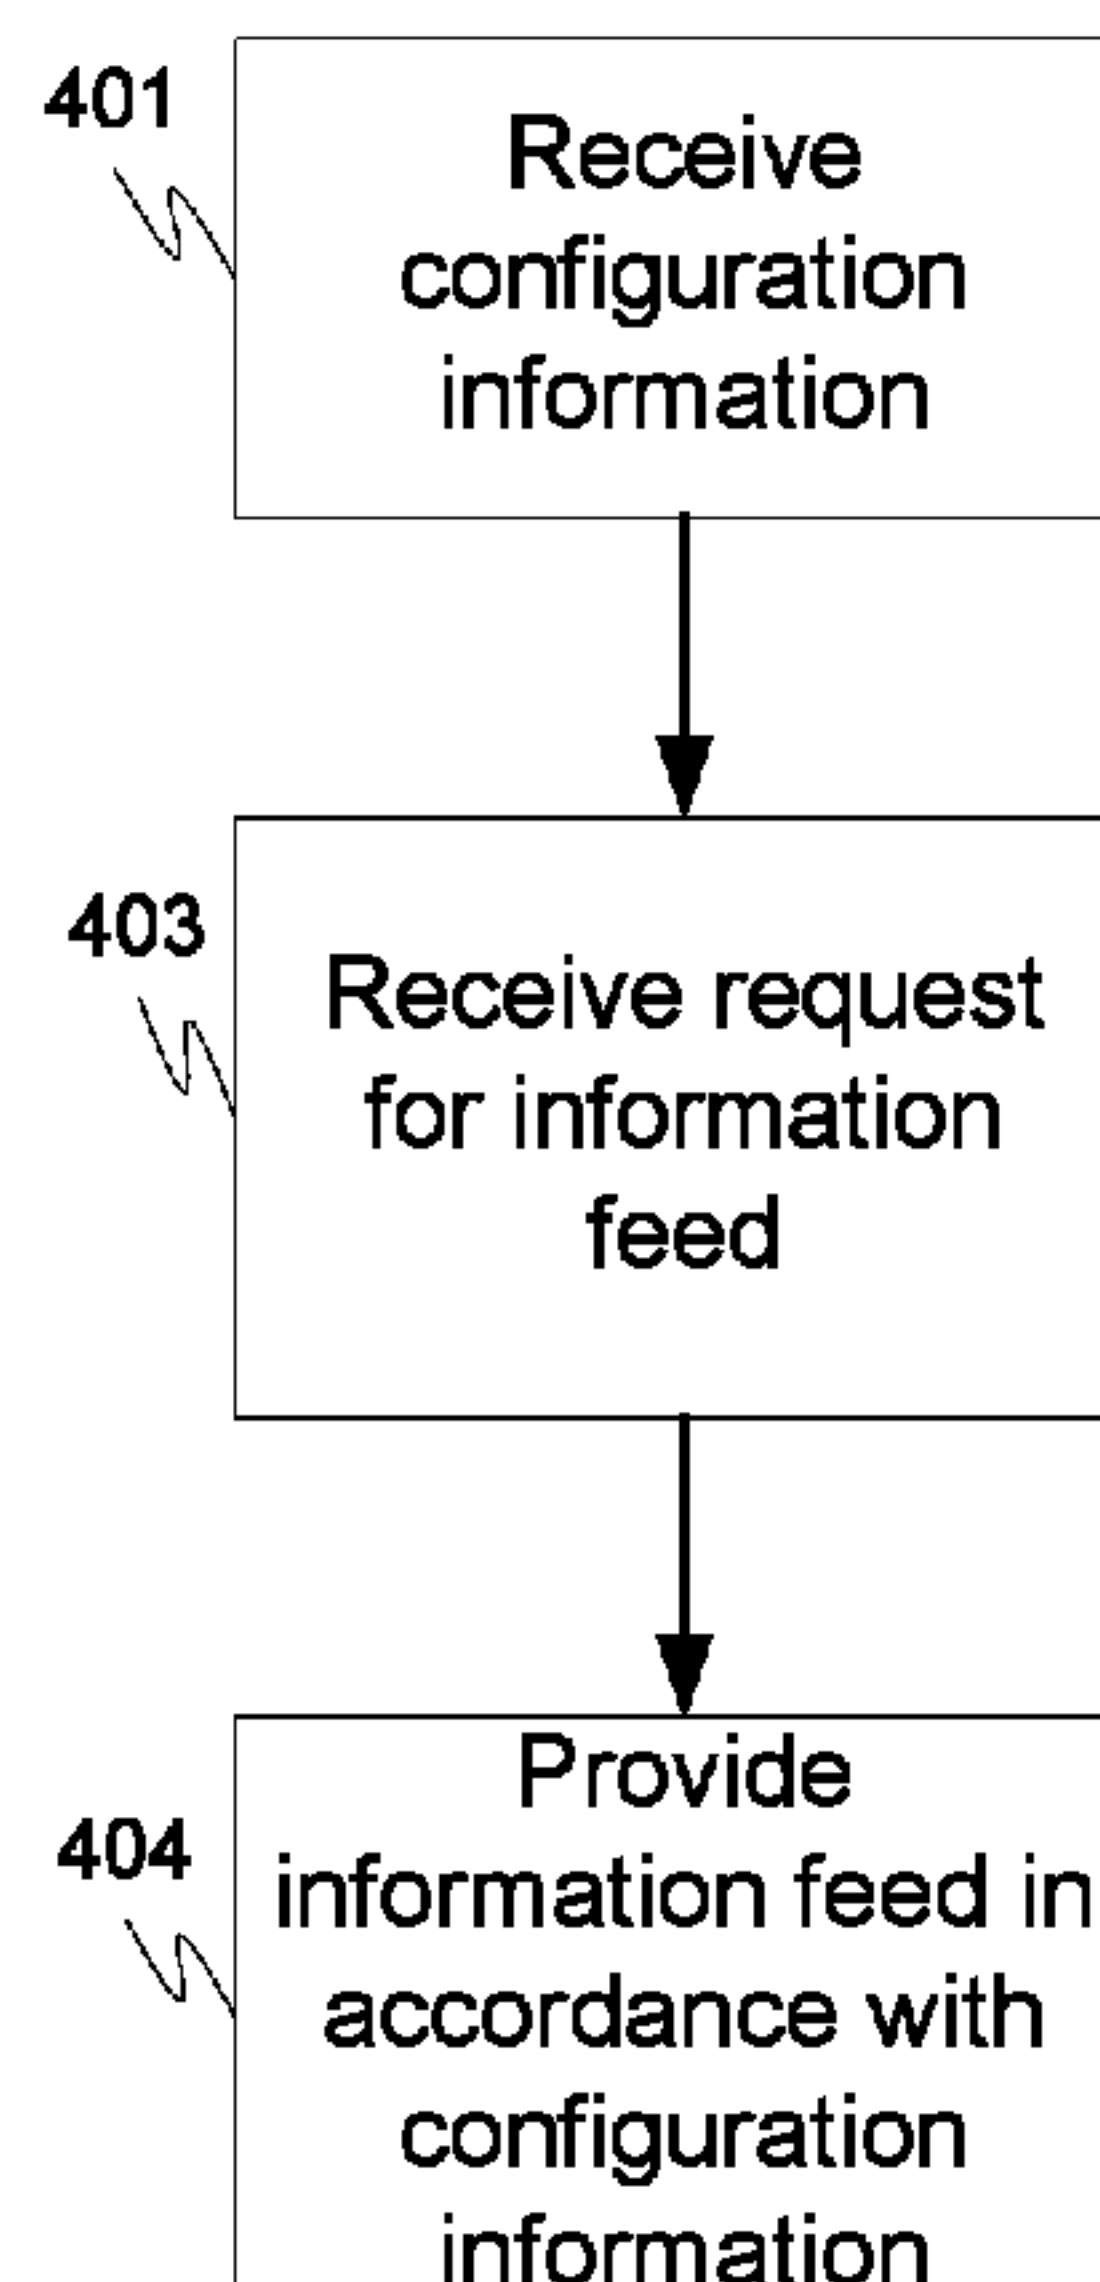 401
Receive
configuration
information
403
Receive request
for information
feed
404
Provide
information feed in
accordance with
configuration
information